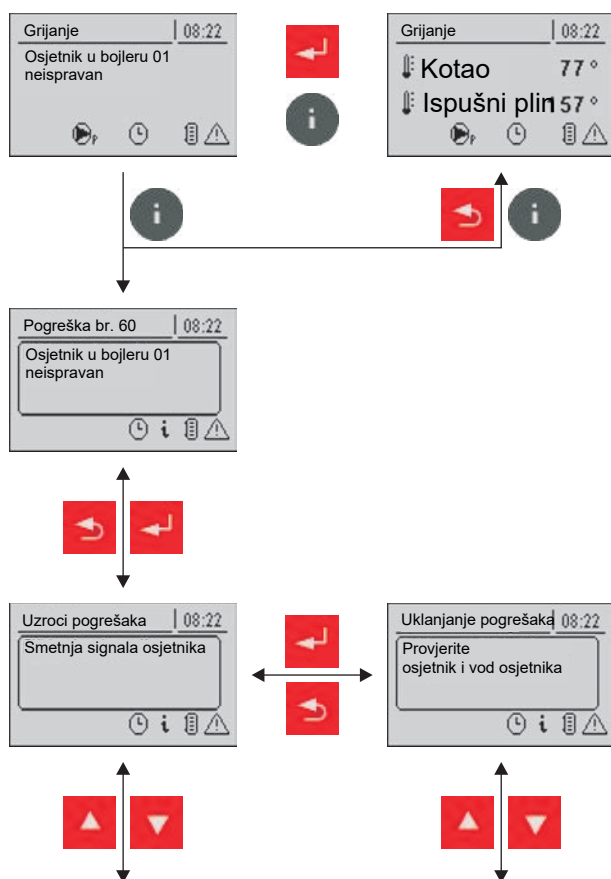 Grijanje 08:22
Osjetnik u bojleru 01
neispravan
P
i
Grijanje 08:22
Kotao 77 °
Ispušni plin 157 °
P
i
i
Pogreška br. 60 08:22
Osjetnik u bojleru 01
neispravan
i
Uzroci pogrešaka 08:22
Smetnja signala osjetnika
i
Uklanjanje pogrešaka 08:22
Provjerite
osjetnik i vod osjetnika
i